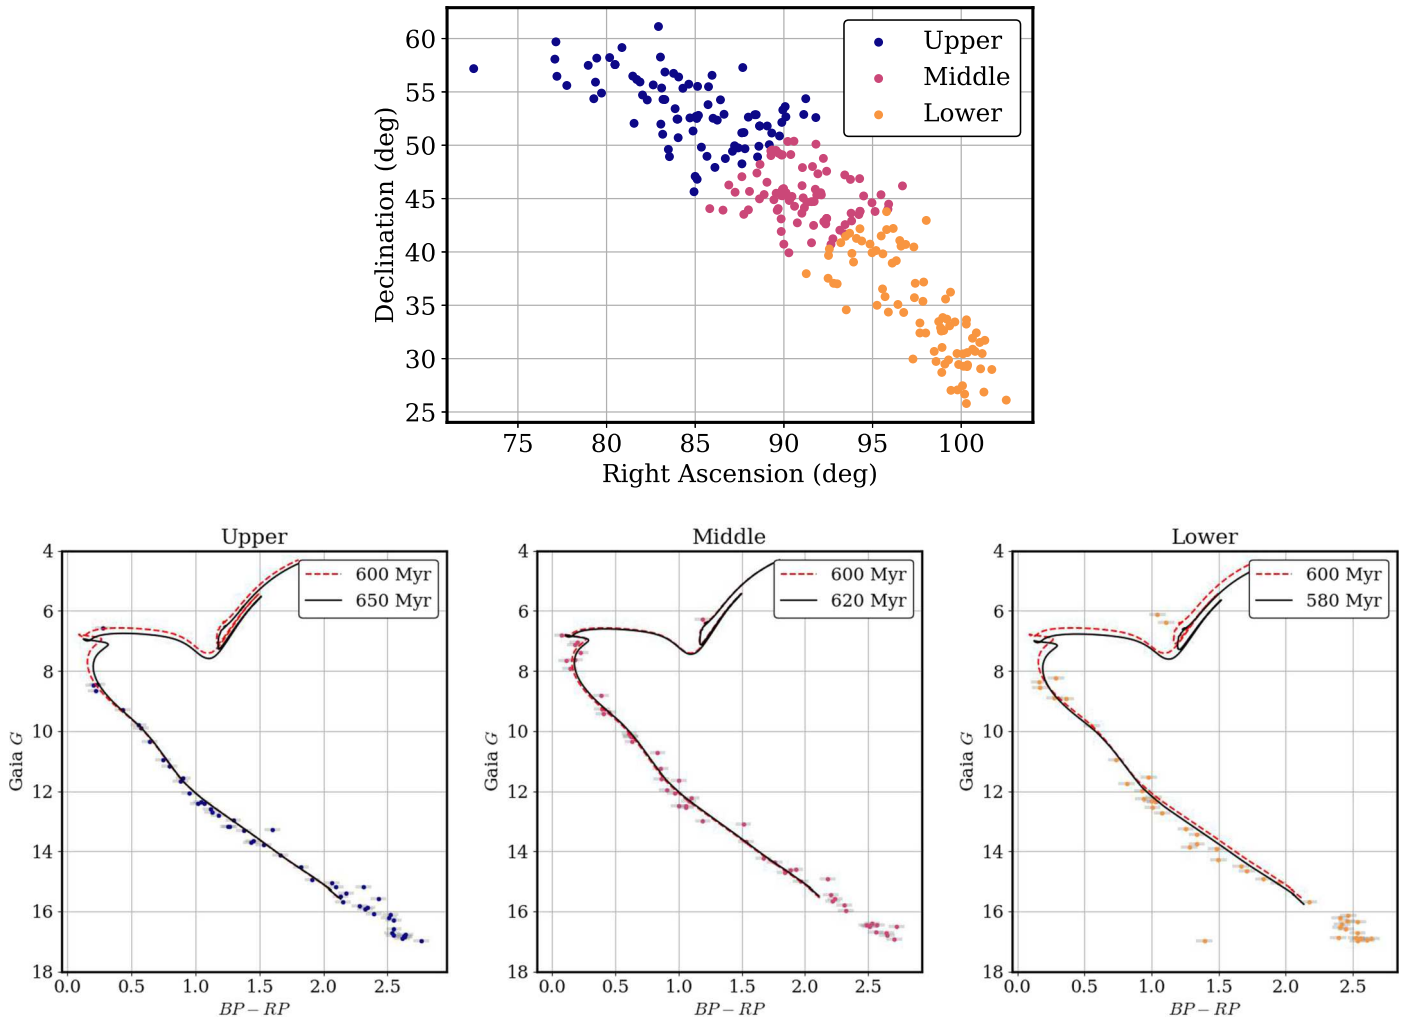 60
55
50
45
40
35
30
25
Declination (deg)
Upper
Middle
Lower
75 80 85 90 95 100
Right Ascension (deg)
Upper
4
6
8
10
12
14
16
18
Gaia G
600 Myr
650 Myr
0.0 0.5 1.0 1.5 2.0 2.5
BP − RP
Middle
4
6
8
10
12
14
16
18
Gaia G
600 Myr
620 Myr
0.0 0.5 1.0 1.5 2.0 2.5
BP − RP
Lower
4
6
8
10
12
14
16
18
Gaia G
600 Myr
580 Myr
0.0 0.5 1.0 1.5 2.0 2.5
BP − RP